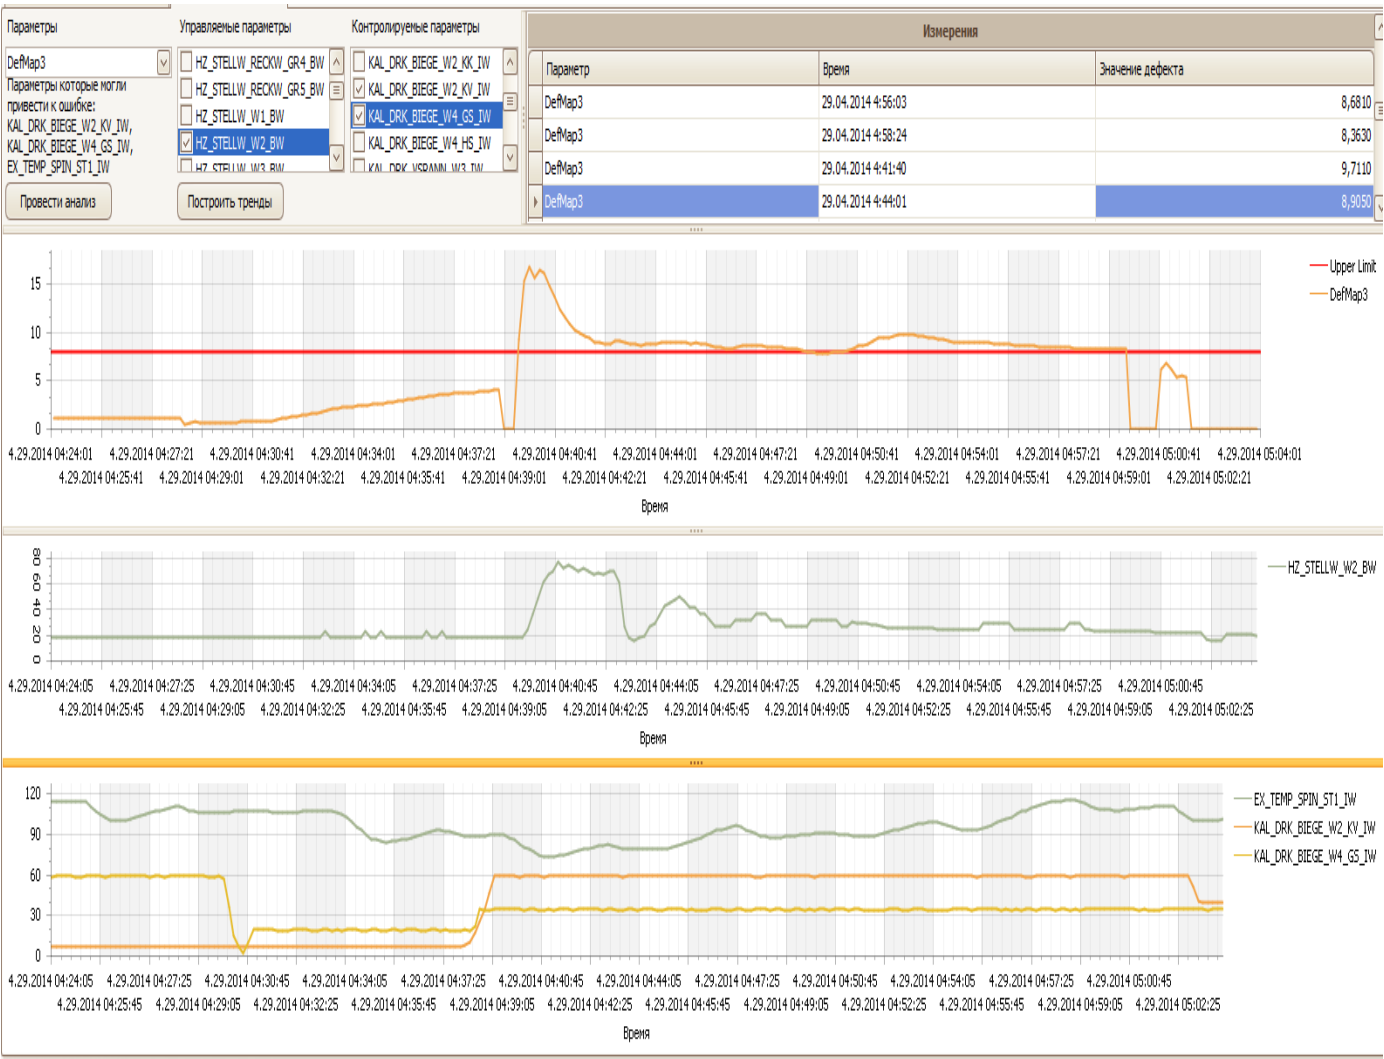 Параметры
Управляемые параметры
Контролируемые параметры
DefMap3
Параметры которые могли
привести к ошибке:
KAL_DRK_BIEGE_W2_KV_IW,
KAL_DRK_BIEGE_W4_GS_IW,
EX_TEMP_SPIN_ST1_IW
Провести анализ
HZ_STELLW_RECKW_GR4_BW
HZ_STELLW_RECKW_GR5_BW
HZ_STELLW_W1_BW
HZ_STELLW_W2_BW
HZ_STELLW_W3_BW
Построить тренды
KAL_DRK_BIEGE_W2_KK_IW
KAL_DRK_BIEGE_W2_KV_IW
KAL_DRK_BIEGE_W4_GS_IW
KAL_DRK_BIEGE_W4_HS_IW
KAL_DRK_VSPANN_W3_IW
Измерения
Параметр Время Значение дефекта
DefMap3 29.04.2014 4:56:03 8,6810
DefMap3 29.04.2014 4:58:24 8,3630
DefMap3 29.04.2014 4:41:40 9,7110
DefMap3 29.04.2014 4:44:01 8,9050
15
10
5
0
Upper Limit
DefMap3
4.29.2014 04:24:01 4.29.2014 04:27:21 4.29.2014 04:30:41 4.29.2014 04:34:01 4.29.2014 04:37:21 4.29.2014 04:40:41 4.29.2014 04:44:01 4.29.2014 04:47:21 4.29.2014 04:50:41 4.29.2014 04:54:01 4.29.2014 04:57:21 4.29.2014 05:00:41 4.29.2014 05:04:01
4.29.2014 04:25:41 4.29.2014 04:29:01 4.29.2014 04:32:21 4.29.2014 04:35:41 4.29.2014 04:39:01 4.29.2014 04:42:21 4.29.2014 04:45:41 4.29.2014 04:49:01 4.29.2014 04:52:21 4.29.2014 04:55:41 4.29.2014 04:59:01 4.29.2014 05:02:21
Время
80
60
40
20
0
HZ_STELLW_W2_BW
4.29.2014 04:24:05 4.29.2014 04:27:25 4.29.2014 04:30:45 4.29.2014 04:34:05 4.29.2014 04:37:25 4.29.2014 04:40:45 4.29.2014 04:44:05 4.29.2014 04:47:25 4.29.2014 04:50:45 4.29.2014 04:54:05 4.29.2014 04:57:25 4.29.2014 05:00:45
4.29.2014 04:25:45 4.29.2014 04:29:05 4.29.2014 04:32:25 4.29.2014 04:35:45 4.29.2014 04:39:05 4.29.2014 04:42:25 4.29.2014 04:45:45 4.29.2014 04:49:05 4.29.2014 04:52:25 4.29.2014 04:55:45 4.29.2014 04:59:05 4.29.2014 05:02:25
Время
120
90
60
30
0
EX_TEMP_SPIN_ST1_IW
KAL_DRK_BIEGE_W2_KV_IW
KAL_DRK_BIEGE_W4_GS_IW
4.29.2014 04:24:05 4.29.2014 04:27:25 4.29.2014 04:30:45 4.29.2014 04:34:05 4.29.2014 04:37:25 4.29.2014 04:40:45 4.29.2014 04:44:05 4.29.2014 04:47:25 4.29.2014 04:50:45 4.29.2014 04:54:05 4.29.2014 04:57:25 4.29.2014 05:00:45
4.29.2014 04:25:45 4.29.2014 04:29:05 4.29.2014 04:32:25 4.29.2014 04:35:45 4.29.2014 04:39:05 4.29.2014 04:42:25 4.29.2014 04:45:45 4.29.2014 04:49:05 4.29.2014 04:52:25 4.29.2014 04:55:45 4.29.2014 04:59:05 4.29.2014 05:02:25
Время